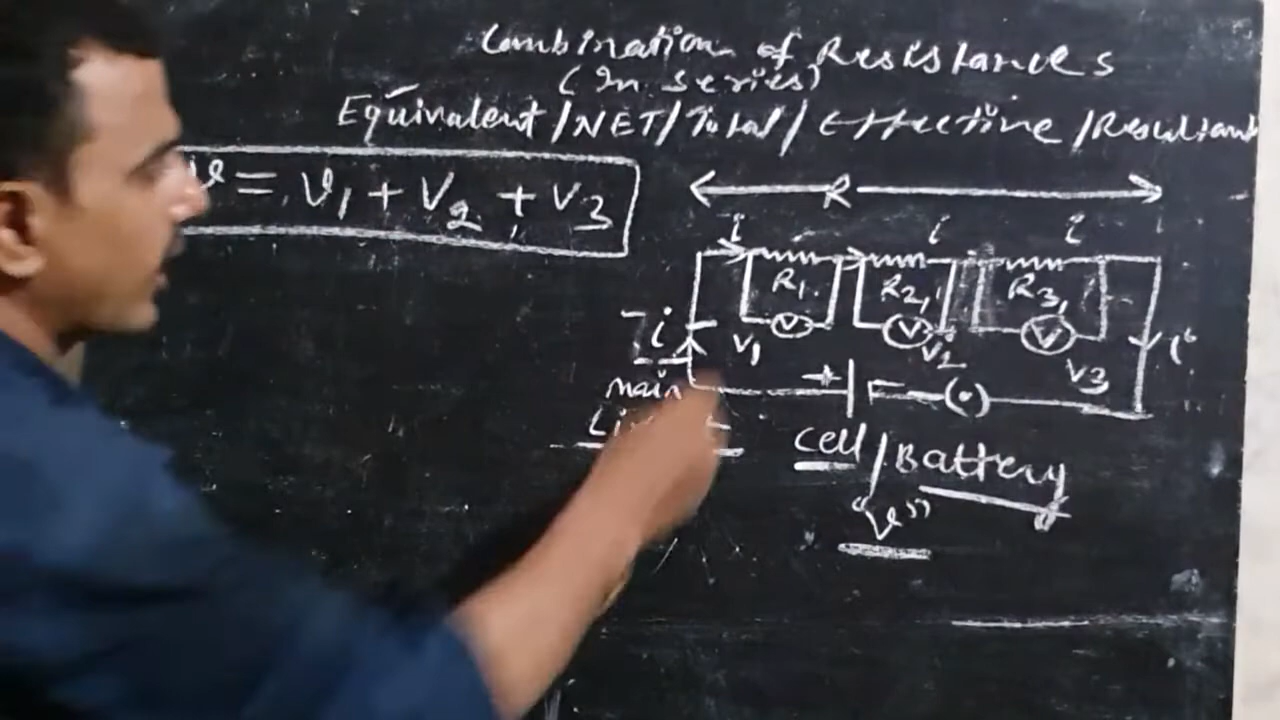 Combination of Resistances
(In series)
Equivalent/NET/Total/Effective/Resultant
v = v1 + V2 + V3
R
i i i
R1 R2 R3
i V V V i
V1 V2 V3
main
+
Cell/Battery
"v"